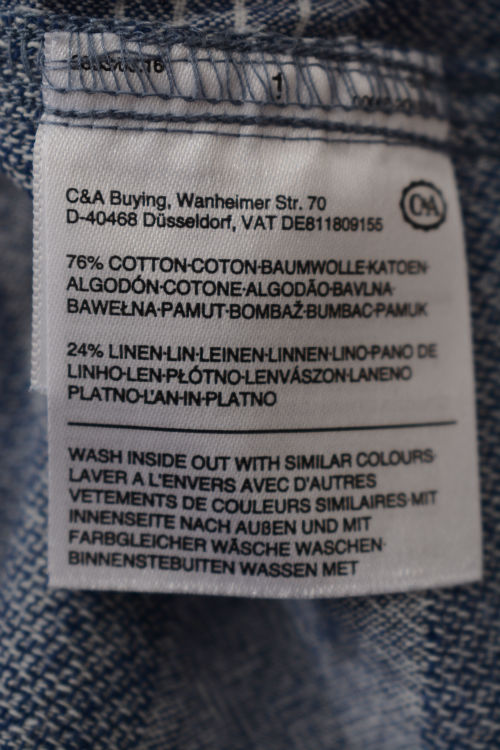 1
C&A Buying, Wanheimer Str. 70
D-40468 Düsseldorf, VAT DE811809155
C&A
76% COTTON·COTON·BAUMWOLLE·KATOEN·
ALGODÓN·COTONE·ALGODÃO·BAVLNA·
BAWEŁNA·PAMUT·BOMBAŽ·BUMBAC·PAMUK
24% LINEN·LIN·LEINEN·LINNEN·LINO·PANO DE
LINHO·LEN·PŁÓTNO·LENVÁSZON·LANENO
PLATNO·ĽAN·IN·PLATNO
WASH INSIDE OUT WITH SIMILAR COLOURS·
LAVER A L'ENVERS AVEC D'AUTRES
VETEMENTS DE COULEURS SIMILAIRES·MIT
INNENSEITE NACH AUßEN UND MIT
FARBGLEICHER WÄSCHE WASCHEN·
BINNENSTEBUITEN WASSEN MET